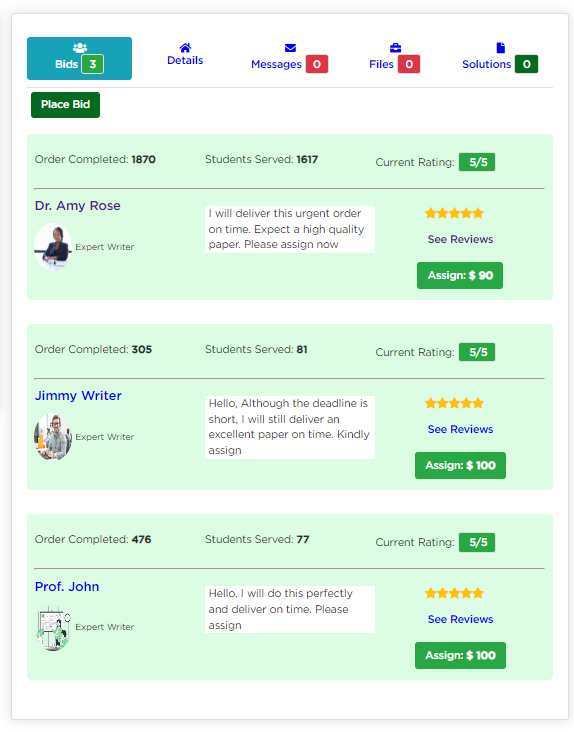 Bids 3
Details
Messages 0
Files 0
Solutions 0
Place Bid
Order Completed: 1870
Students Served: 1617
Current Rating: 5/5
Dr. Amy Rose
Expert Writer
I will deliver this urgent order
on time. Expect a high quality
paper. Please assign now
See Reviews
Assign: $ 90
Order Completed: 305
Students Served: 81
Current Rating: 5/5
Jimmy Writer
Expert Writer
Hello, Although the deadline is
short, I will still deliver an
excellent paper on time. Kindly
assign
See Reviews
Assign: $ 100
Order Completed: 476
Students Served: 77
Current Rating: 5/5
Prof. John
Expert Writer
Hello, I will do this perfectly
and deliver on time. Please
assign
See Reviews
Assign: $ 100